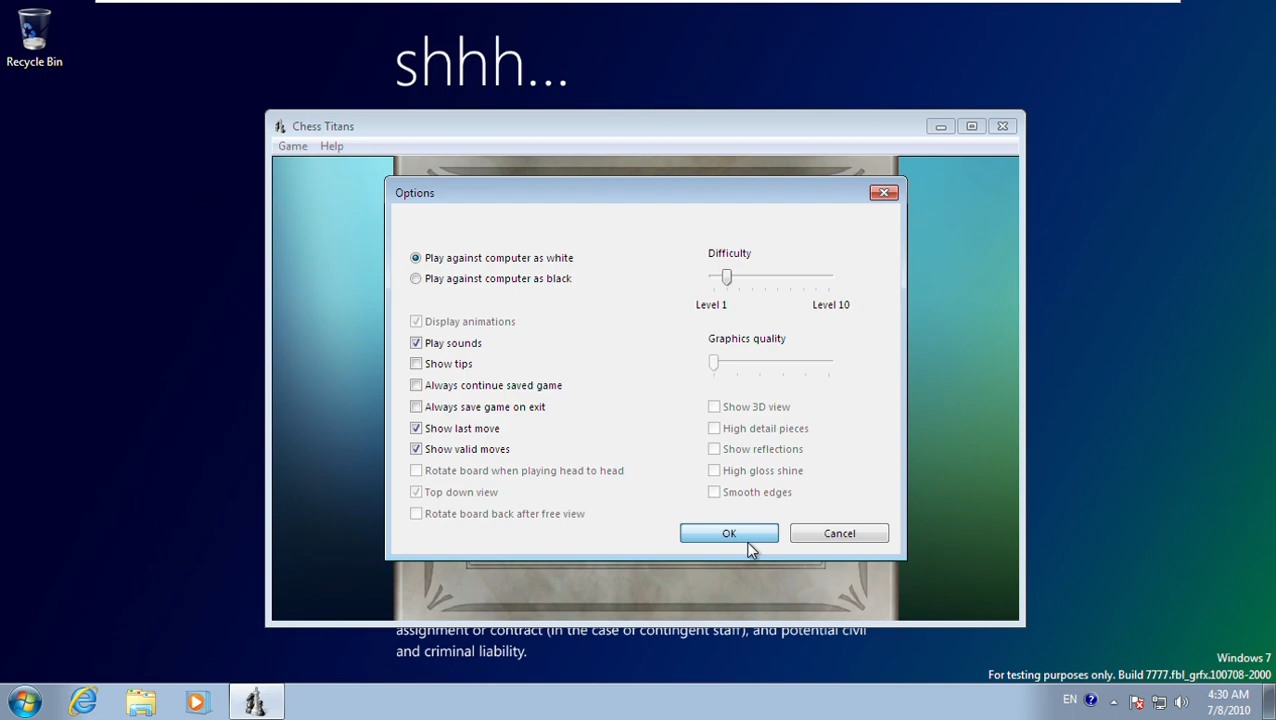 Recycle Bin
shhh...
Chess Titans
Game Help
Options
Play against computer as white
Play against computer as black
Display animations
Play sounds
Show tips
Always continue saved game
Always save game on exit
Show last move
Show valid moves
Rotate board when playing head to head
Top down view
Rotate board back after free view
Difficulty
Level 1 Level 10
Graphics quality
Show 3D view
High detail pieces
Show reflections
High gloss shine
Smooth edges
OK Cancel
assignment or contract (in the case of contingent staff), and potential civil
and criminal liability.
Windows 7
For testing purposes only. Build 7777.fbl_grfx.100708-2000
EN
4:30 AM
7/8/2010